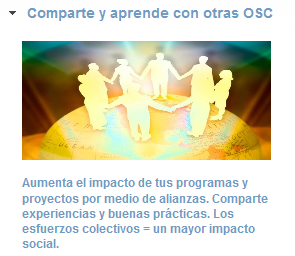 Comparte y aprende con otras OSC
Aumenta el impacto de tus programas y
proyectos por medio de alianzas. Comparte
experiencias y buenas prácticas. Los
esfuerzos colectivos = un mayor impacto
social.